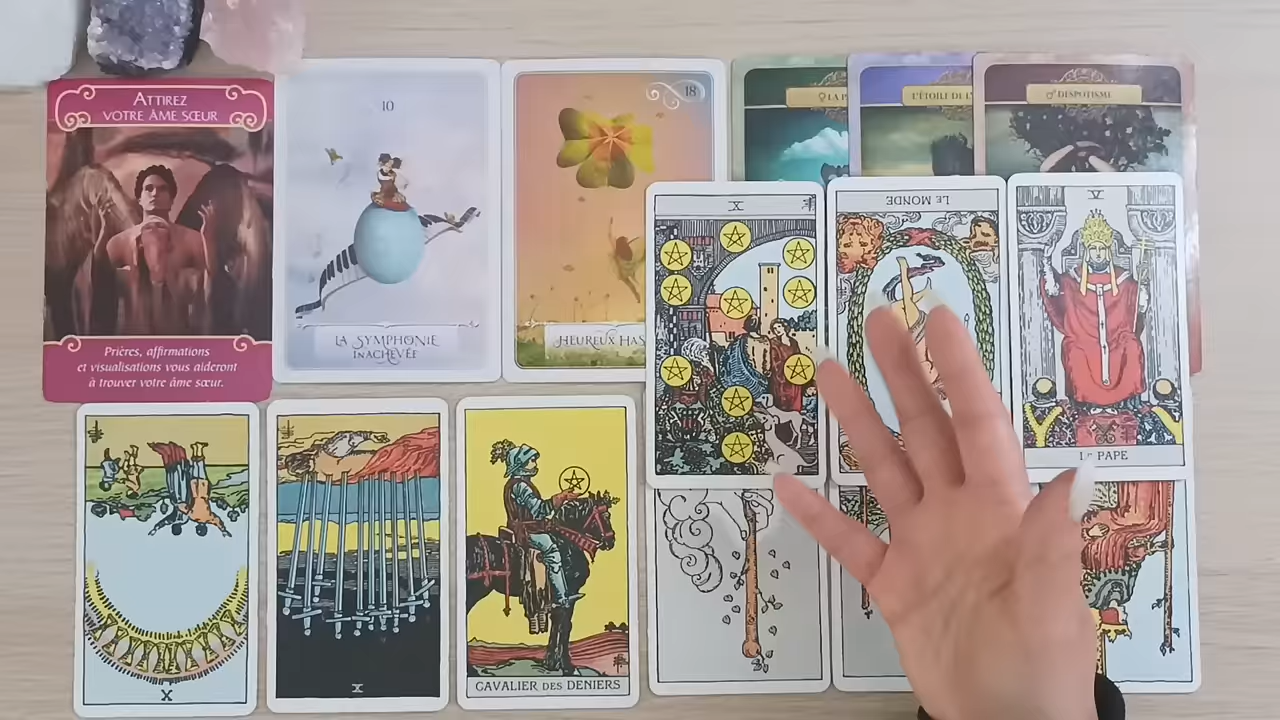 ATTIREZ
VOTRE ÂME SŒUR
Prières, affirmations
et visualisations vous aideront
à trouver votre âme sœur.
10
LA SYMPHONIE
INACHEVÉE
18
HEUREUX HAS
♀ LA
L'ÉTOILE DE
♂ DESPOTISME
X
LE MONDE
V
LE PAPE
X
X
CAVALIER DES DENIERS